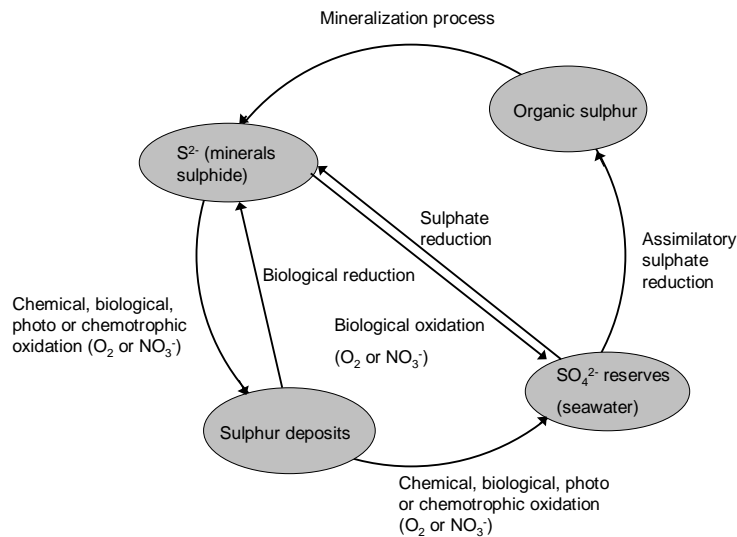 Mineralization process
Organic sulphur
S²⁻ (minerals
sulphide)
Sulphate
reduction
Assimilatory
sulphate
reduction
Biological reduction
Chemical, biological,
photo or chemotrophic
oxidation (O₂ or NO₃⁻)
Biological oxidation
(O₂ or NO₃⁻)
SO₄²⁻ reserves
(seawater)
Sulphur deposits
Chemical, biological, photo
or chemotrophic oxidation
(O₂ or NO₃⁻)